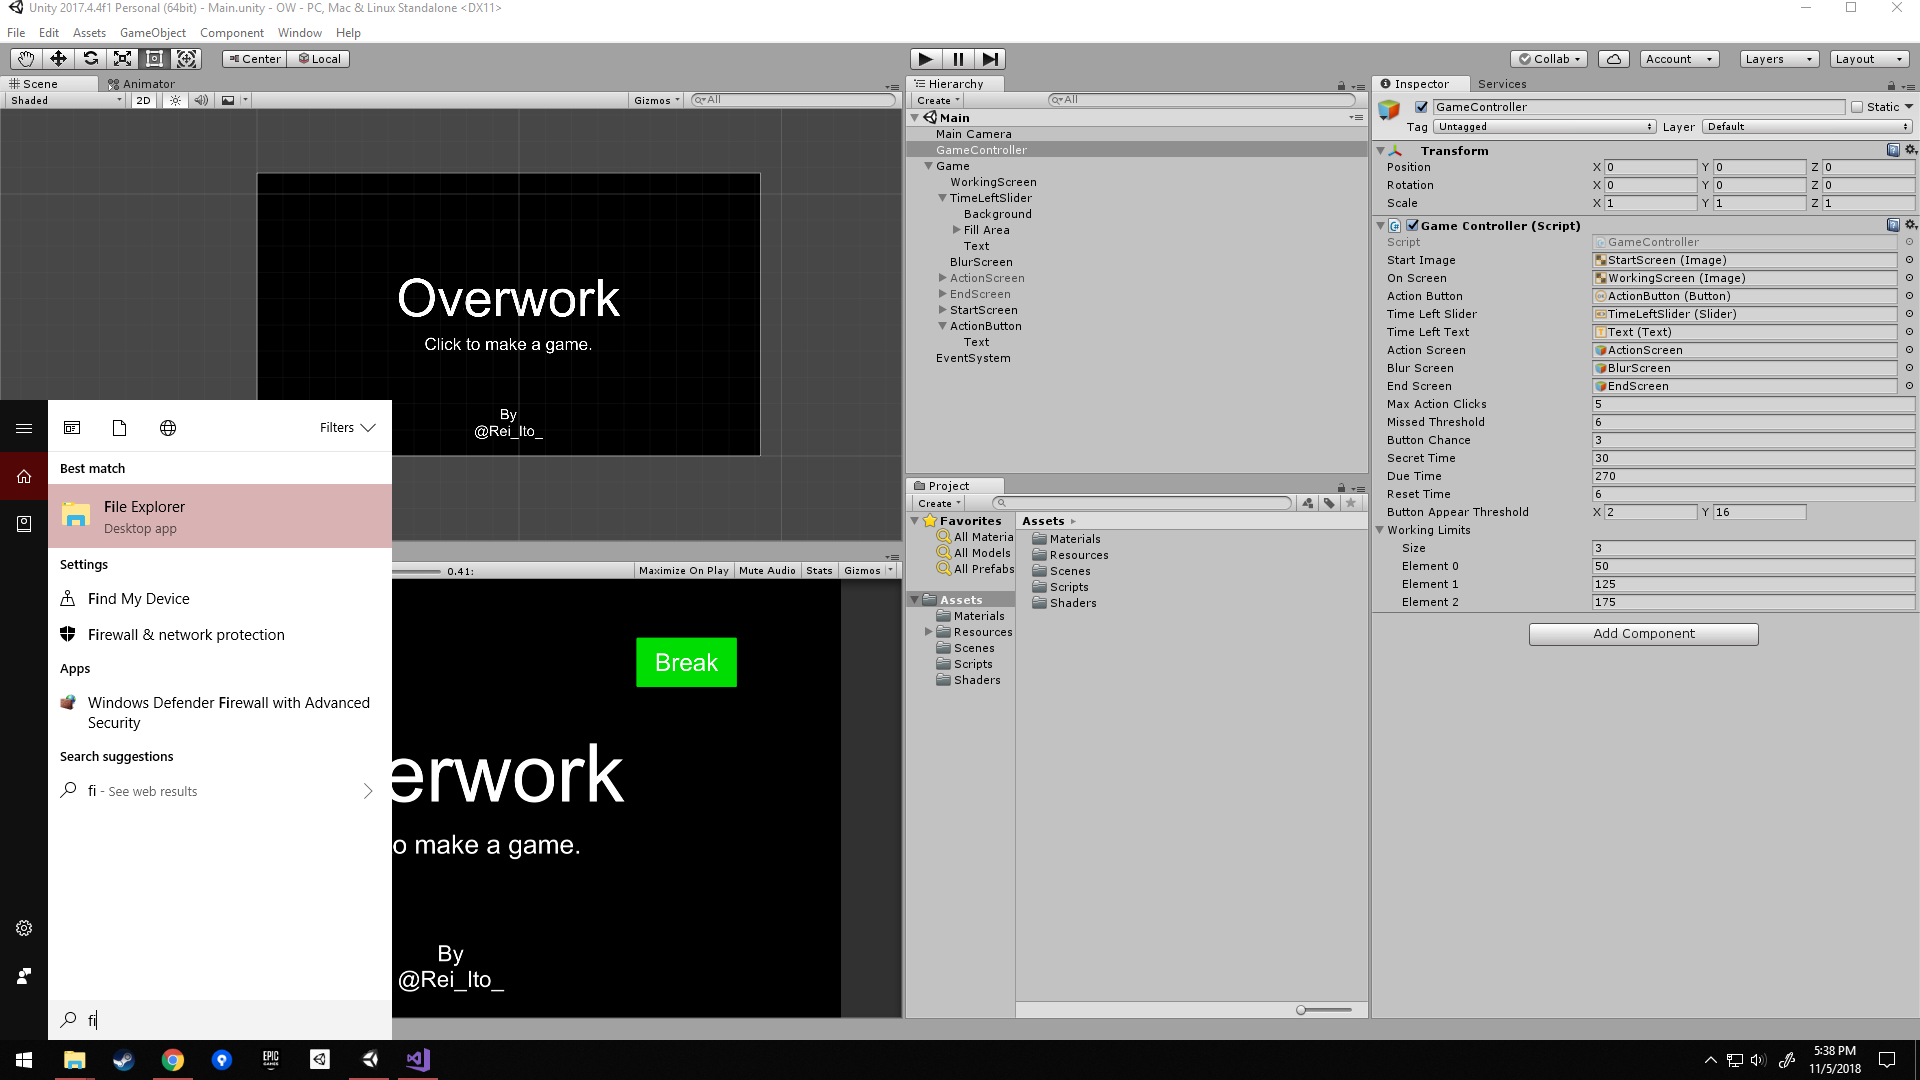 Unity 2017.4.4f1 Personal (64bit) - Main.unity - OW - PC, Mac & Linux Standalone <DX11>
File Edit Assets GameObject Component Window Help
Center Local
Collab Account Layers Layout
Scene Animator
Shaded 2D Gizmos All
Overwork
Click to make a game.
By
@Rei_Ito_
Hierarchy
Create All
Main
Main Camera
GameController
Game
WorkingScreen
TimeLeftSlider
Background
Fill Area
Text
BlurScreen
ActionScreen
EndScreen
StartScreen
ActionButton
Text
EventSystem
Inspector Services
GameController Static
Tag Untagged Layer Default
Transform
Position X 0 Y 0 Z 0
Rotation X 0 Y 0 Z 0
Scale X 1 Y 1 Z 1
Game Controller (Script)
Script GameController
Start Image StartScreen (Image)
On Screen WorkingScreen (Image)
Action Button ActionButton (Button)
Time Left Slider TimeLeftSlider (Slider)
Time Left Text Text (Text)
Action Screen ActionScreen
Blur Screen BlurScreen
End Screen EndScreen
Max Action Clicks 5
Missed Threshold 6
Button Chance 3
Secret Time 30
Due Time 270
Reset Time 6
Button Appear Threshold X 2 Y 16
Working Limits
Size 3
Element 0 50
Element 1 125
Element 2 175
Add Component
Project
Create
Favorites
All Materia
All Models
All Prefabs
Assets
Materials
Resources
Scenes
Scripts
Shaders
Assets
Materials
Resources
Scenes
Scripts
Shaders
0.41: Maximize On Play Mute Audio Stats Gizmos
Break
erwork
o make a game.
By
@Rei_Ito_
Filters
Best match
File Explorer
Desktop app
Settings
Find My Device
Firewall & network protection
Apps
Windows Defender Firewall with Advanced
Security
Search suggestions
fi - See web results
fi
EPIC
GAMES
5:38 PM
11/5/2018